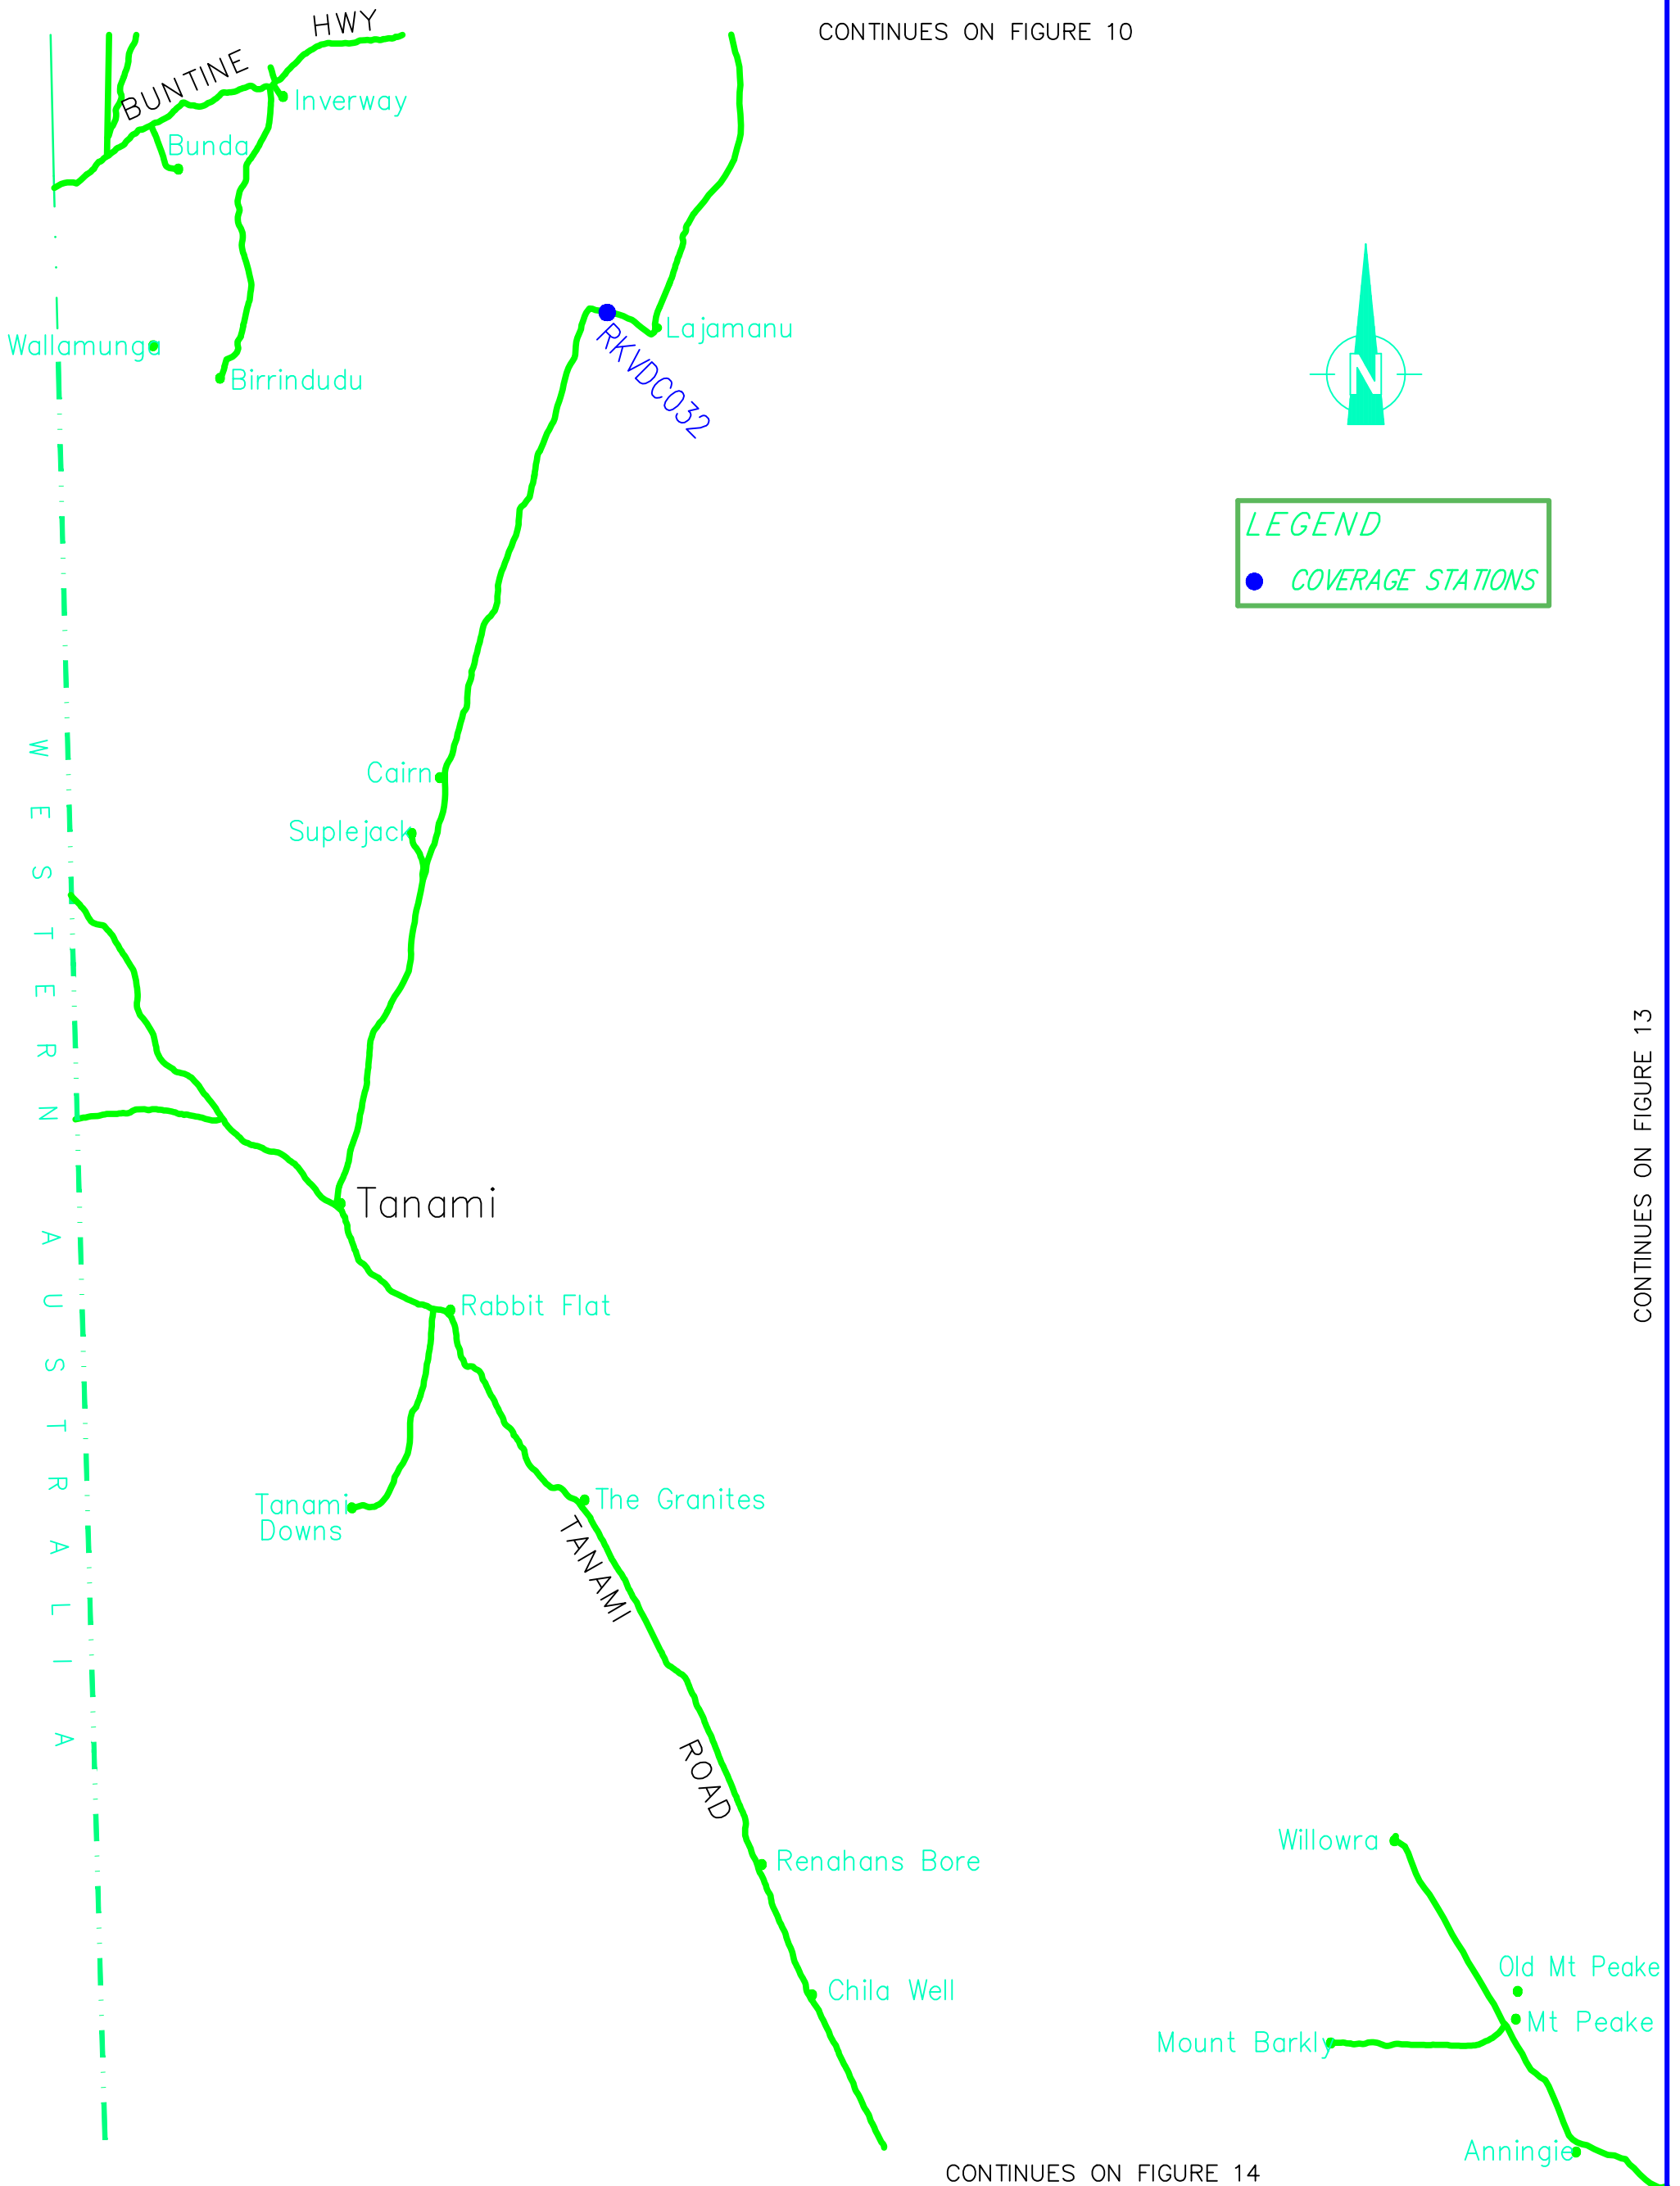 CONTINUES ON FIGURE 10
BUNTINE HWY
Inverway
Bunda
Wallamunga
Birrindudu
Lajamanu
RKVDC032
N
LEGEND
COVERAGE STATIONS
Cairn
Suplejack
WESTERN AUSTRALIA
CONTINUES ON FIGURE 13
Tanami
Rabbit Flat
Tanami
Downs
The Granites
TANAMI ROAD
Renahans Bore
Willowra
Chila Well
Old Mt Peake
Mt Peake
Mount Barkly
Anningie
CONTINUES ON FIGURE 14